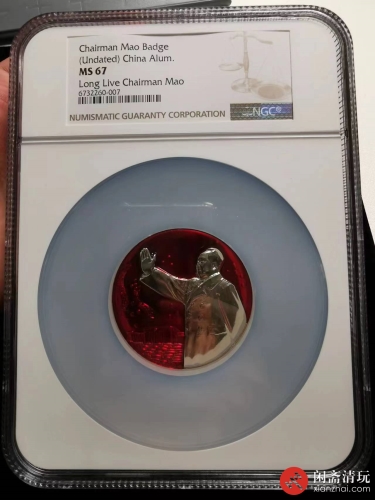 Chairman Mao Badge
(Undated) China Alum.
MS 67
Long Live Chairman Mao
6732260-007
NUMISMATIC GUARANTY CORPORATION
NGC
闲斋清玩
xianzhai.com